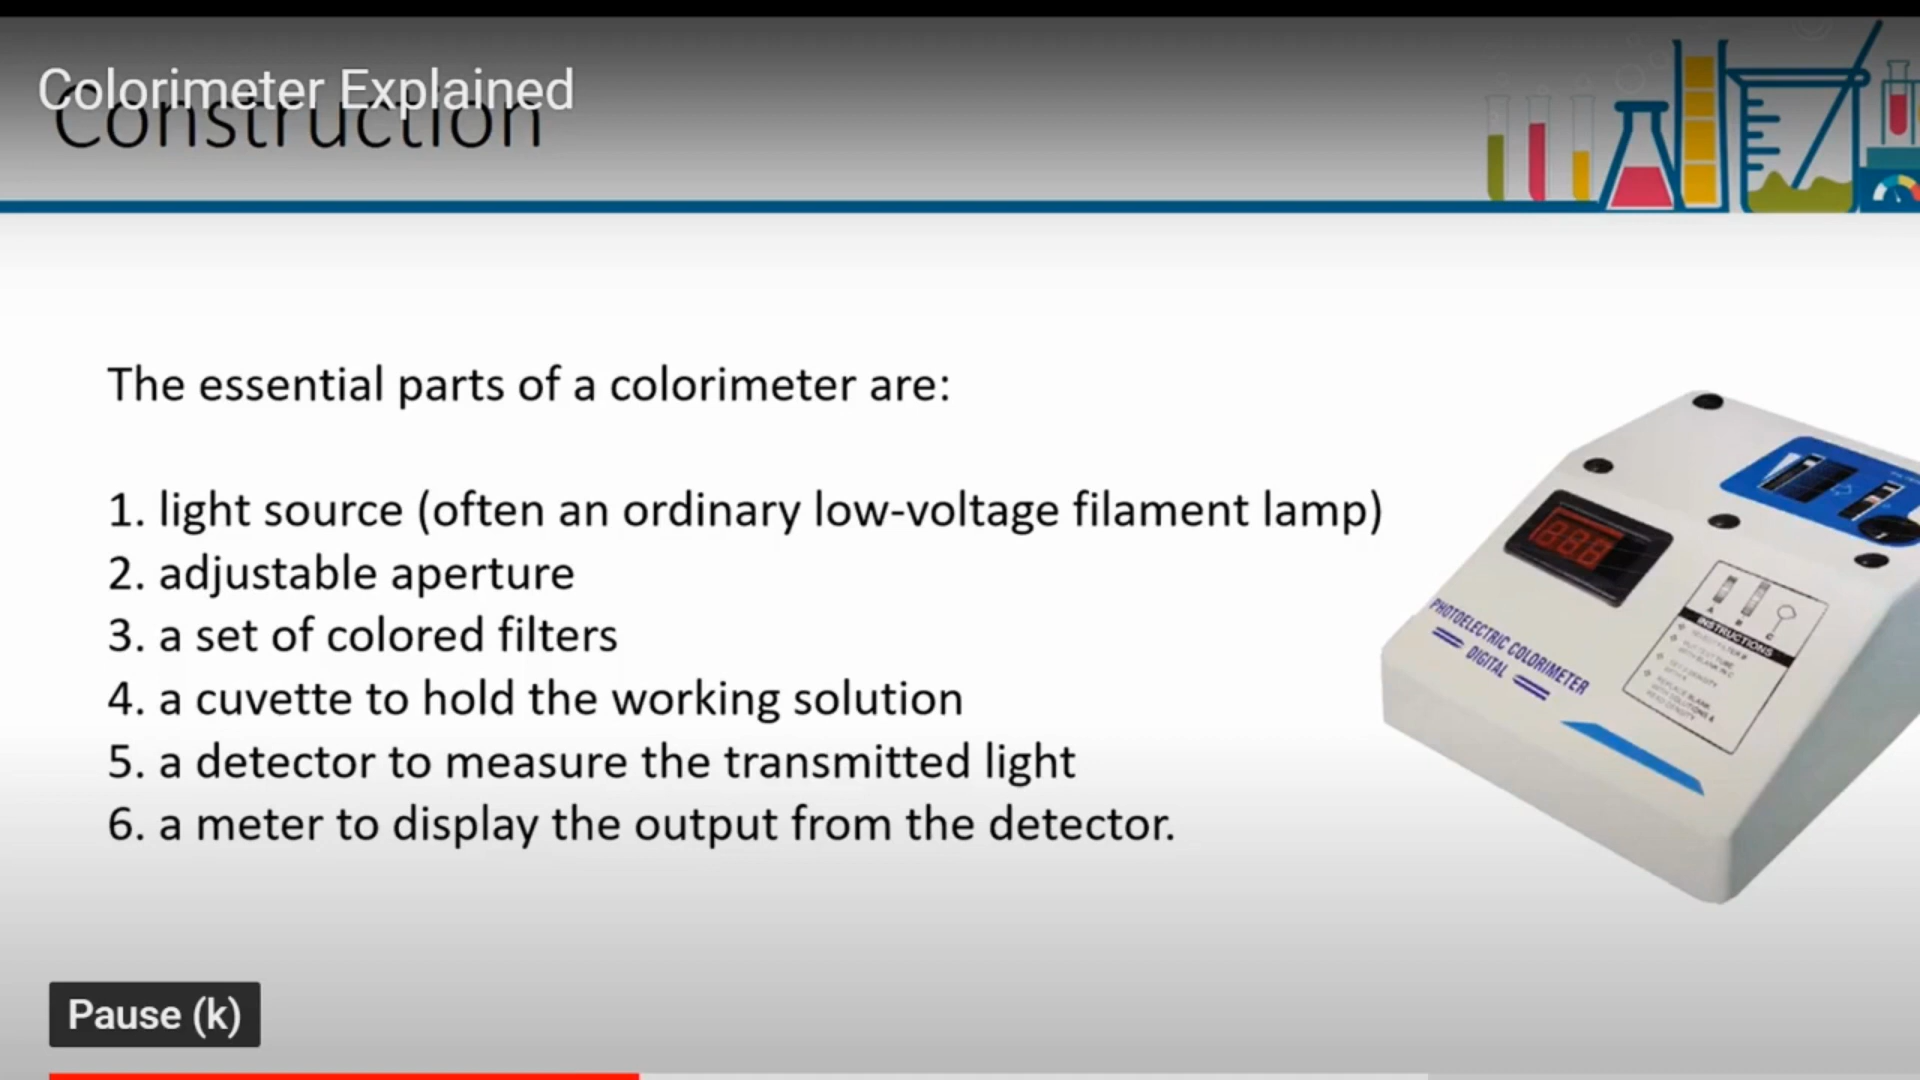 Colorimeter Explained
Construction
The essential parts of a colorimeter are:
1. light source (often an ordinary low-voltage filament lamp)
2. adjustable aperture
3. a set of colored filters
4. a cuvette to hold the working solution
5. a detector to measure the transmitted light
6. a meter to display the output from the detector.
PHOTOELECTRIC COLORIMETER
DIGITAL
INSTRUCTIONS
Pause (k)